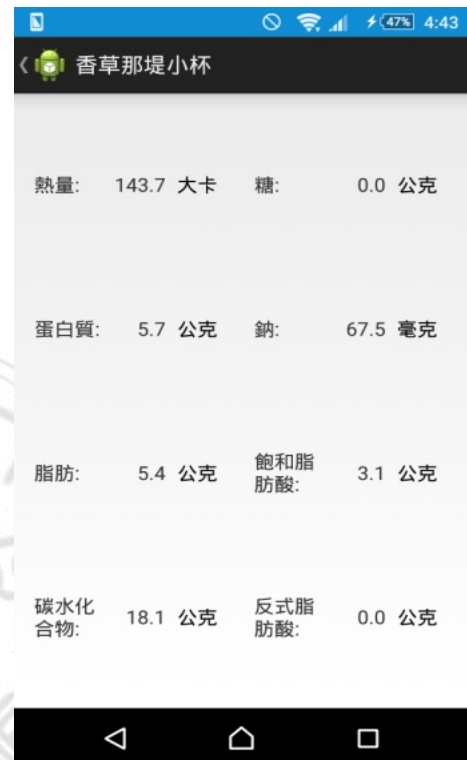 47% 4:43
香草那堤小杯
熱量: 143.7 大卡 糖: 0.0 公克
蛋白質: 5.7 公克 鈉: 67.5 毫克
脂肪: 5.4 公克 飽和脂
肪酸: 3.1 公克
碳水化
合物: 18.1 公克 反式脂
肪酸: 0.0 公克